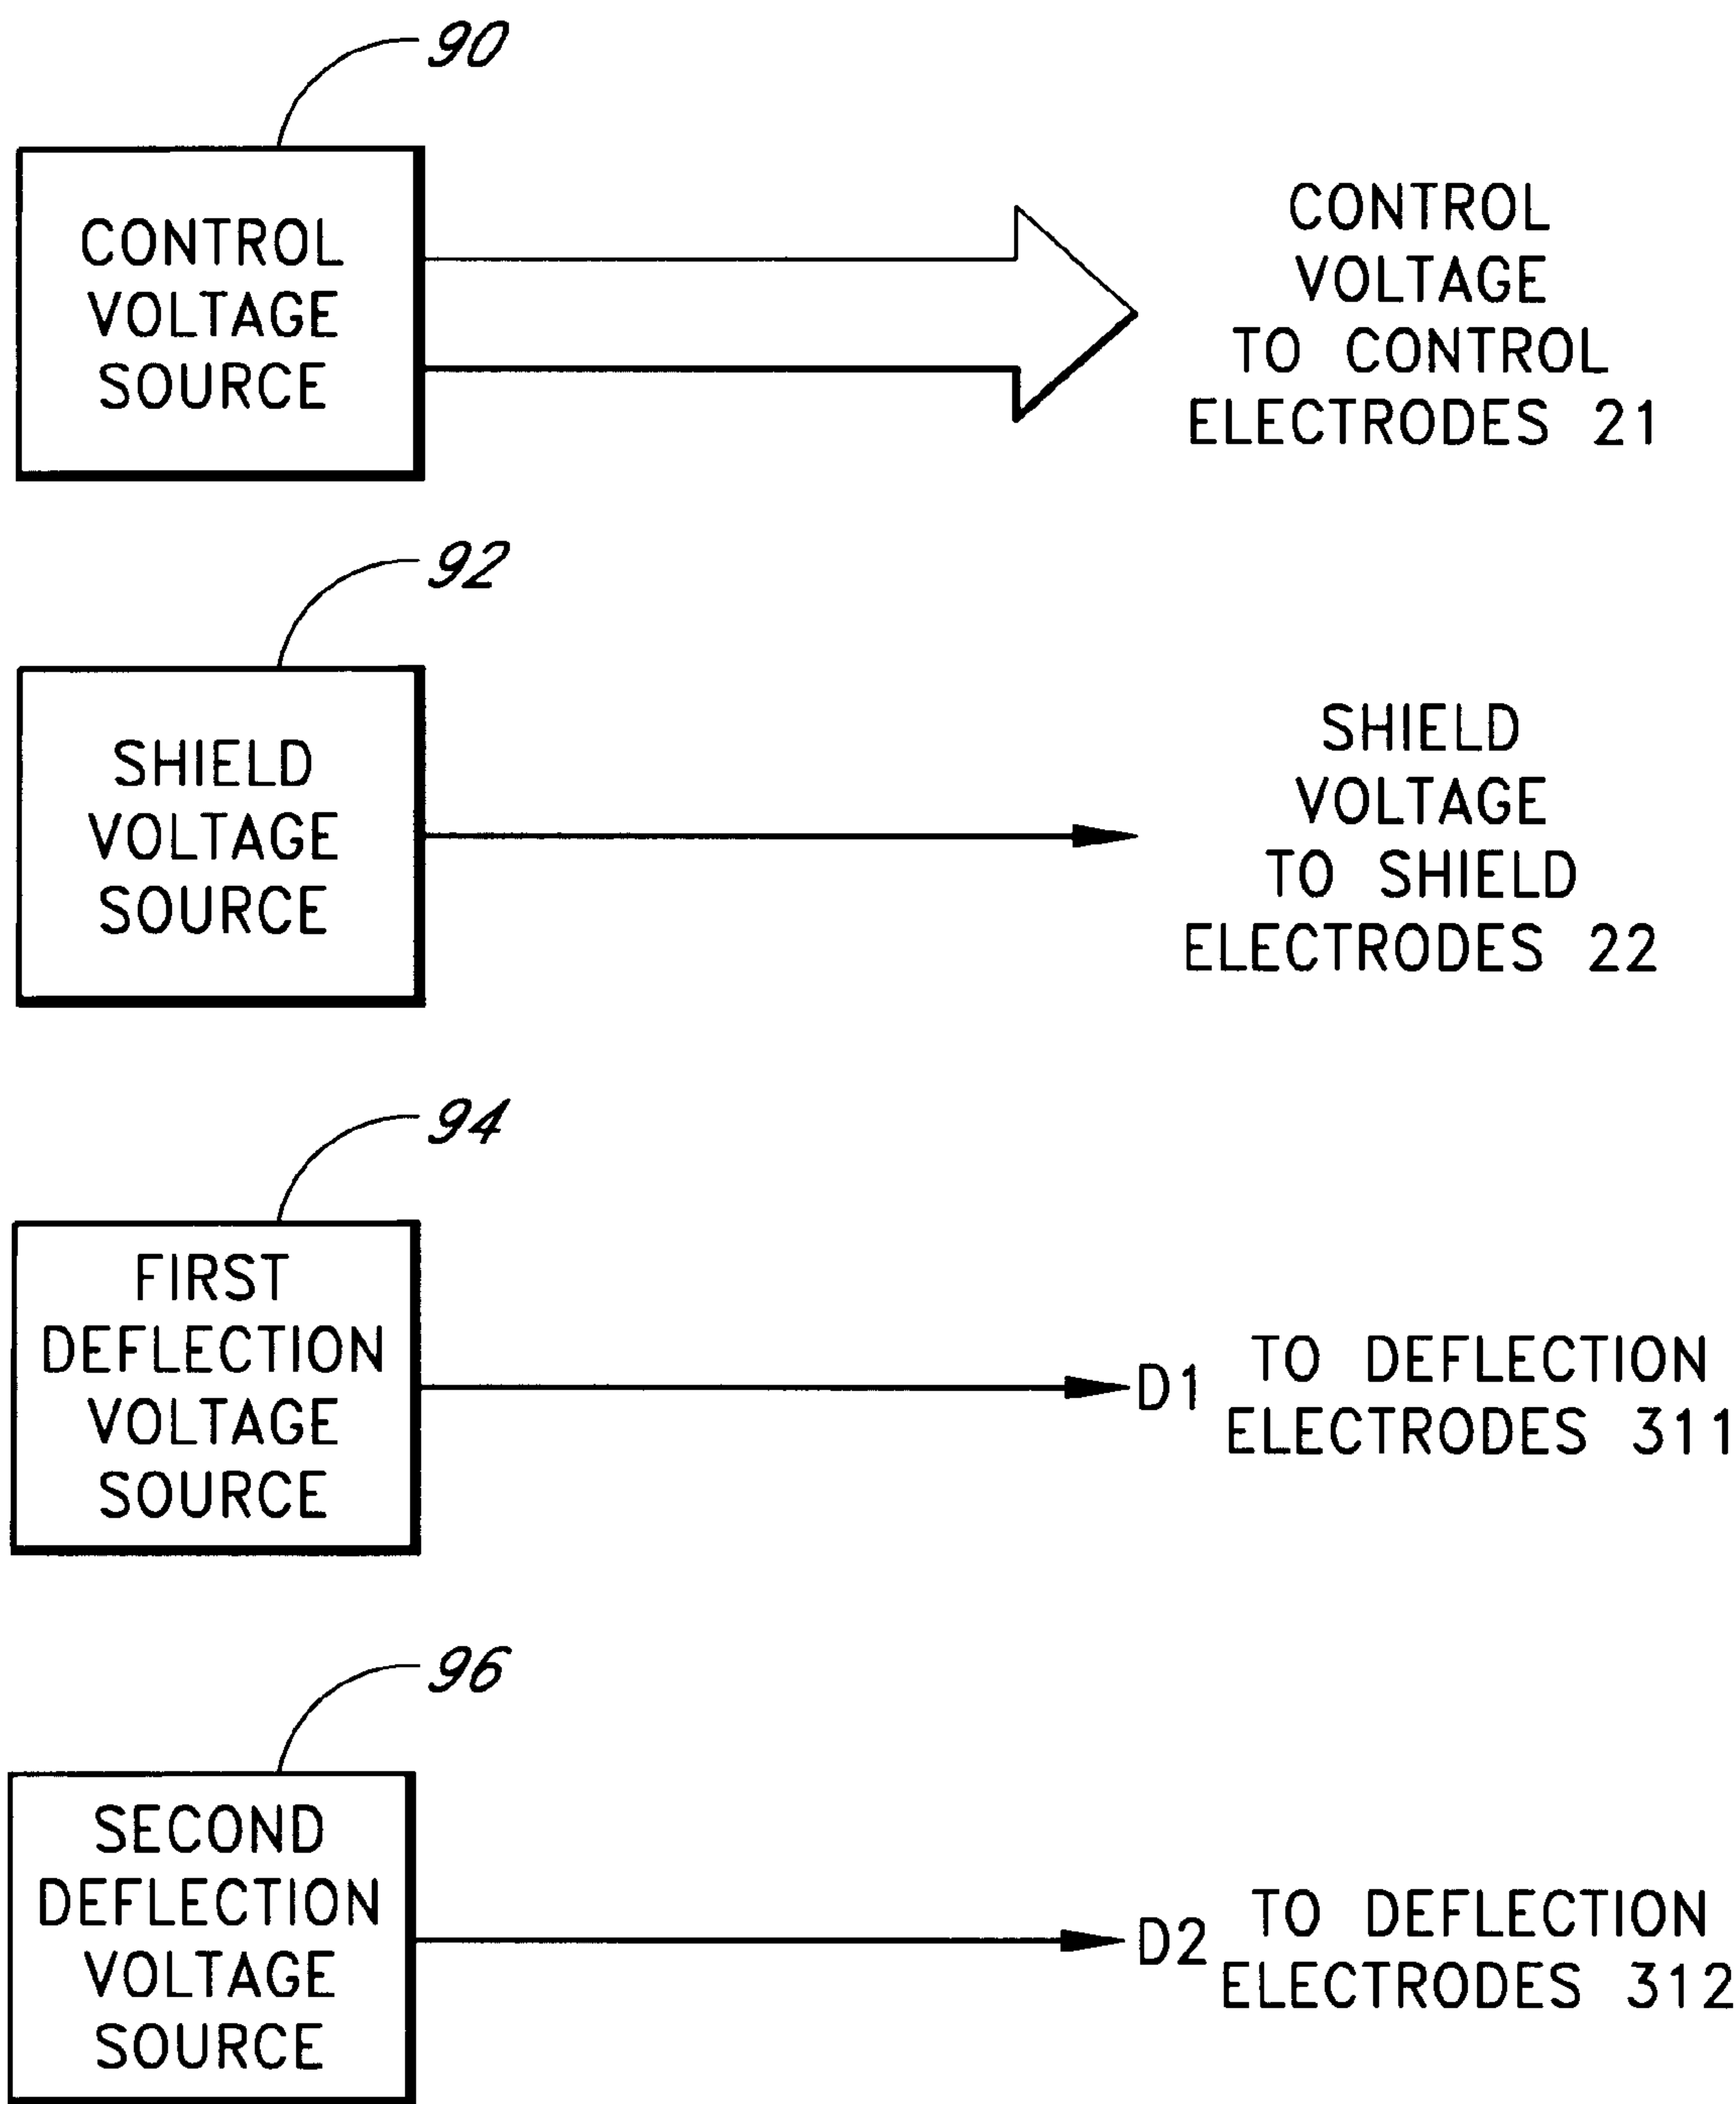 90
CONTROL
VOLTAGE
SOURCE
CONTROL
VOLTAGE
TO CONTROL
ELECTRODES 21
92
SHIELD
VOLTAGE
SOURCE
SHIELD
VOLTAGE
TO SHIELD
ELECTRODES 22
94
FIRST
DEFLECTION
VOLTAGE
SOURCE
D1
TO DEFLECTION
ELECTRODES 311
96
SECOND
DEFLECTION
VOLTAGE
SOURCE
D2
TO DEFLECTION
ELECTRODES 312